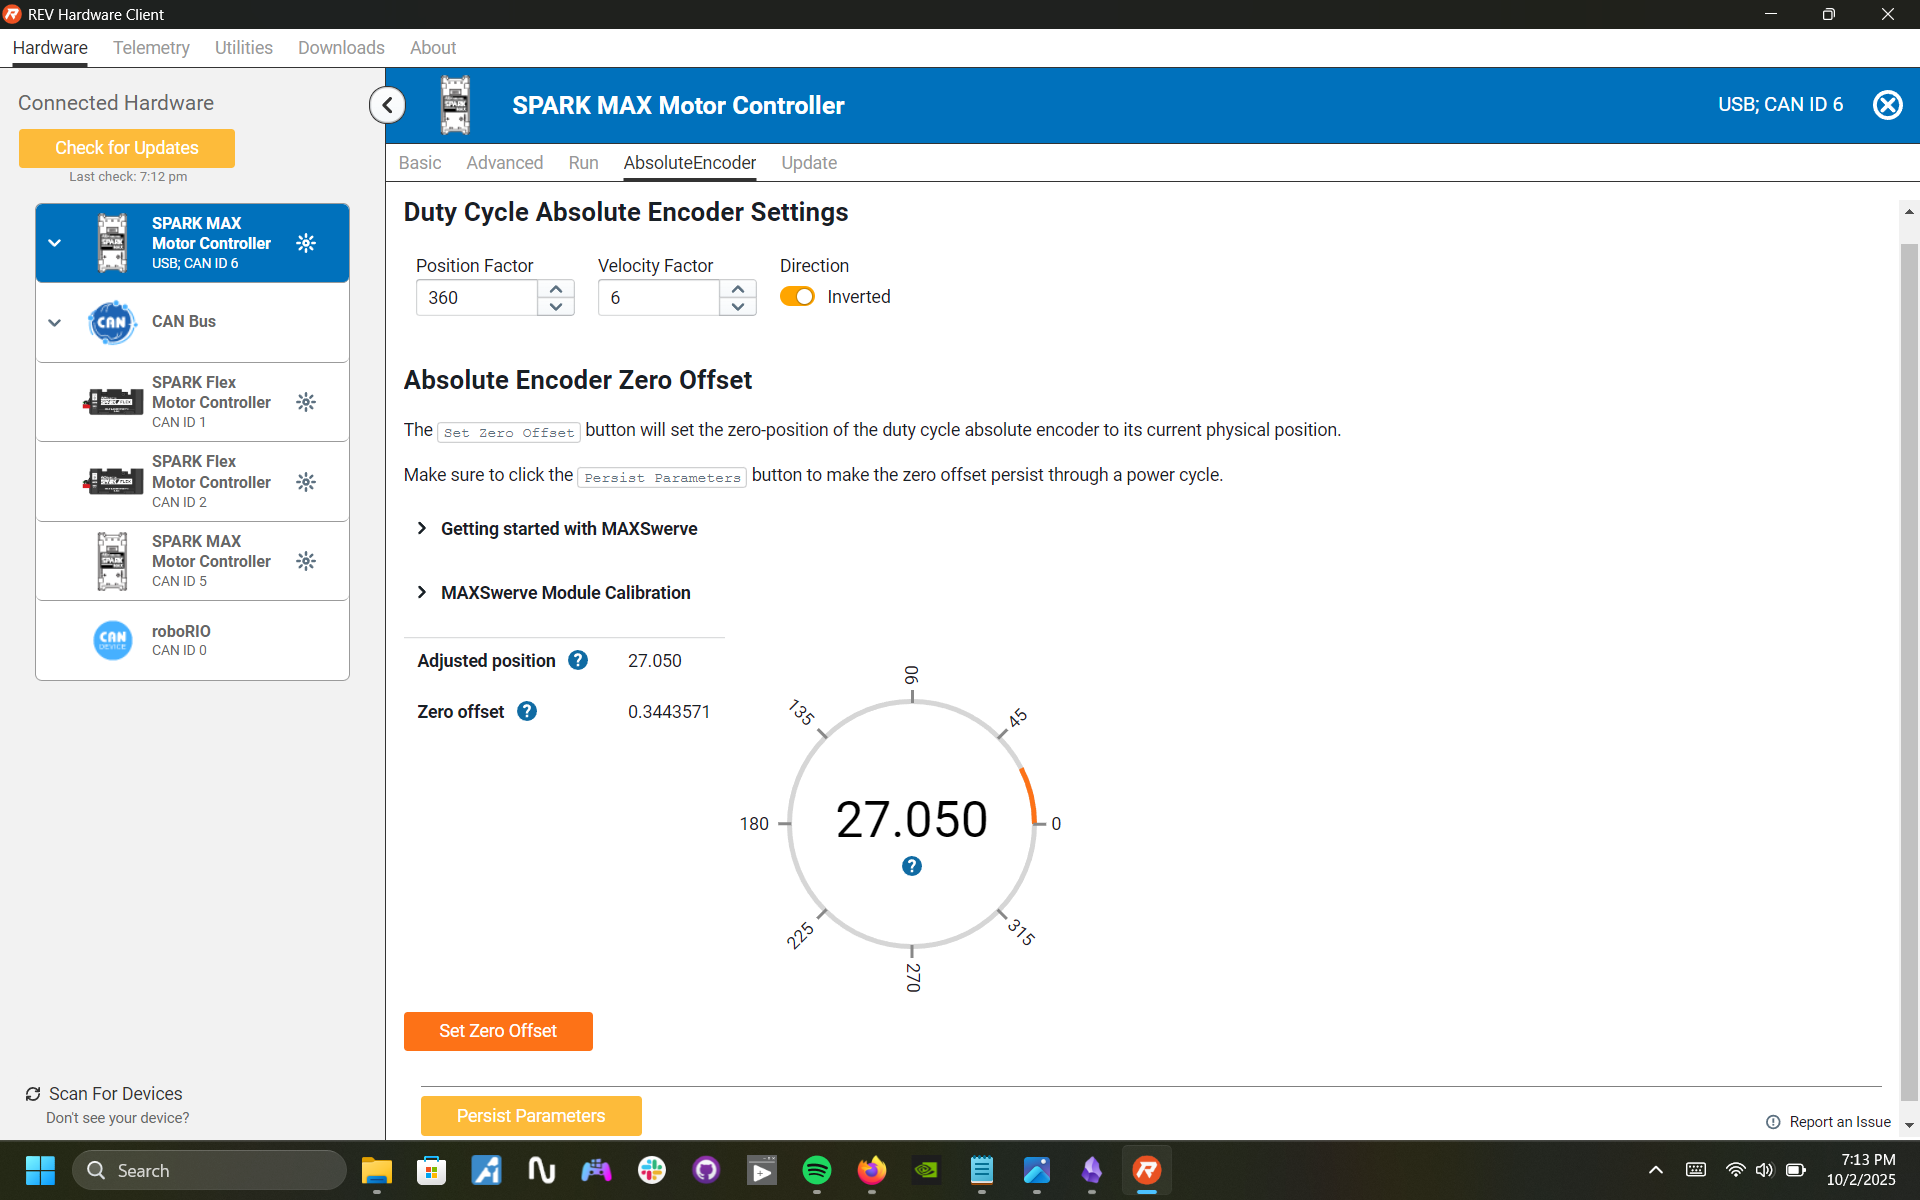 REV Hardware Client
Hardware Telemetry Utilities Downloads About
Connected Hardware
Check for Updates
Last check: 7:12 pm
SPARK MAX
Motor Controller
USB; CAN ID 6
CAN
CAN Bus
SPARK Flex
Motor Controller
CAN ID 1
SPARK Flex
Motor Controller
CAN ID 2
SPARK MAX
Motor Controller
CAN ID 5
CAN
DEVICE
roboRIO
CAN ID 0
Scan For Devices
Don't see your device?
SPARK MAX Motor Controller
USB; CAN ID 6
Basic Advanced Run AbsoluteEncoder Update
Duty Cycle Absolute Encoder Settings
Position Factor Velocity Factor Direction
360 6 Inverted
Absolute Encoder Zero Offset
The Set Zero Offset button will set the zero-position of the duty cycle absolute encoder to its current physical position.
Make sure to click the Persist Parameters button to make the zero offset persist through a power cycle.
Getting started with MAXSwerve
MAXSwerve Module Calibration
Adjusted position ? 27.050
Zero offset ? 0.3443571
90
135
45
180
27.050
0
?
225
315
270
Set Zero Offset
Persist Parameters
Report an Issue
Search
7:13 PM
10/2/2025